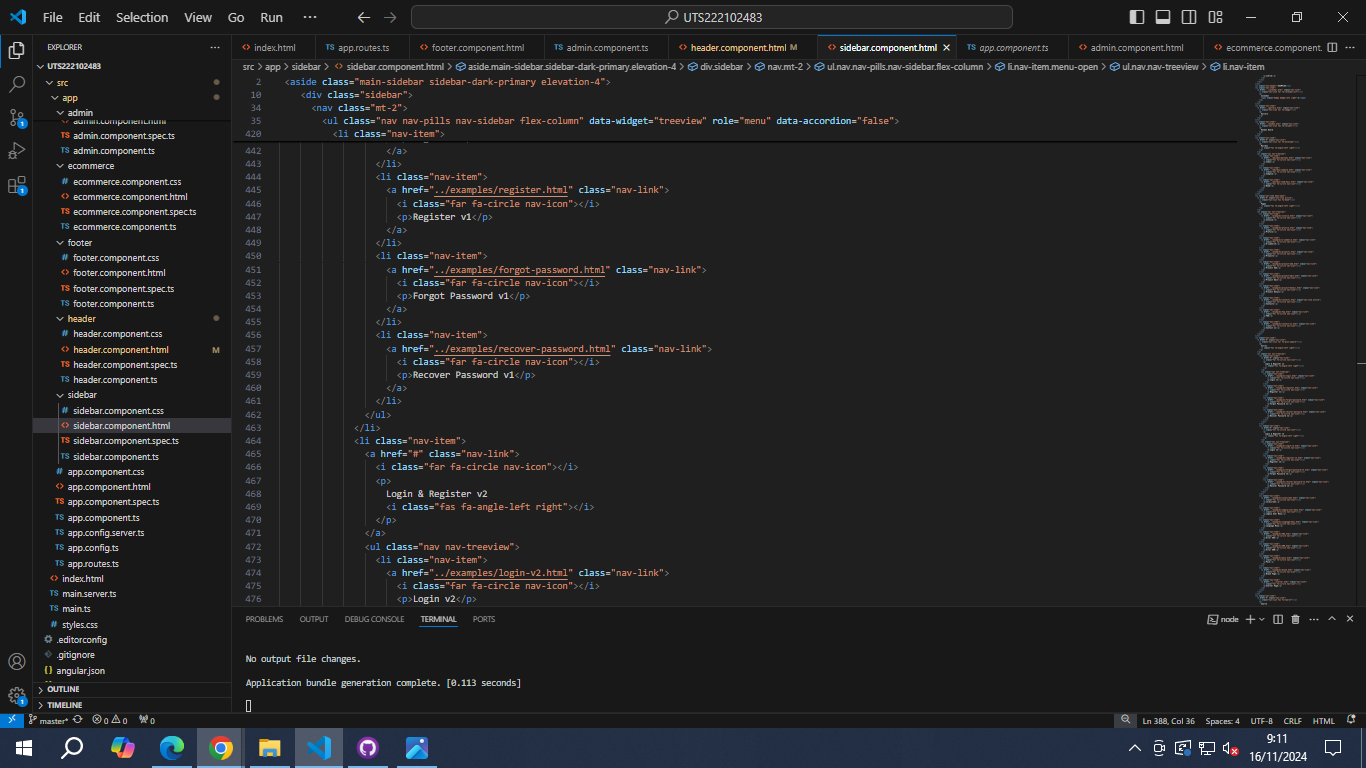 File Edit Selection View Go Run ··· UTS222102483
EXPLORER ···
UTS222102483
src
app
admin
admin.component.html
admin.component.spec.ts
admin.component.ts
ecommerce
ecommerce.component.css
ecommerce.component.html
ecommerce.component.spec.ts
ecommerce.component.ts
footer
footer.component.css
footer.component.html
footer.component.spec.ts
footer.component.ts
header
header.component.css
header.component.html M
header.component.spec.ts
header.component.ts
sidebar
sidebar.component.css
sidebar.component.html
sidebar.component.spec.ts
sidebar.component.ts
app.component.css
app.component.html
app.component.spec.ts
app.component.ts
app.config.server.ts
app.config.ts
app.routes.ts
index.html
main.server.ts
main.ts
styles.css
.editorconfig
.gitignore
angular.json
OUTLINE
TIMELINE
index.html app.routes.ts footer.component.html admin.component.ts header.component.html M sidebar.component.html app.component.ts admin.component.html ecommerce.component.
src > app > sidebar > sidebar.component.html > aside.main-sidebar.sidebar-dark-primary.elevation-4 > div.sidebar > nav.mt-2 > ul.nav.nav-pills.nav-sidebar.flex-column > li.nav-item.menu-open > ul.nav.nav-treeview > li.nav-item
2 <aside class="main-sidebar sidebar-dark-primary elevation-4">
10 <div class="sidebar">
34 <nav class="mt-2">
35 <ul class="nav nav-pills nav-sidebar flex-column" data-widget="treeview" role="menu" data-accordion="false">
420 <li class="nav-item">
442 </a>
443 </li>
444 <li class="nav-item">
445 <a href="../examples/register.html" class="nav-link">
446 <i class="far fa-circle nav-icon"></i>
447 <p>Register v1</p>
448 </a>
449 </li>
450 <li class="nav-item">
451 <a href="../examples/forgot-password.html" class="nav-link">
452 <i class="far fa-circle nav-icon"></i>
453 <p>Forgot Password v1</p>
454 </a>
455 </li>
456 <li class="nav-item">
457 <a href="../examples/recover-password.html" class="nav-link">
458 <i class="far fa-circle nav-icon"></i>
459 <p>Recover Password v1</p>
460 </a>
461 </li>
462 </ul>
463 </li>
464 <li class="nav-item">
465 <a href="#" class="nav-link">
466 <i class="far fa-circle nav-icon"></i>
467 <p>
468 Login & Register v2
469 <i class="fas fa-angle-left right"></i>
470 </p>
471 </a>
472 <ul class="nav nav-treeview">
473 <li class="nav-item">
474 <a href="../examples/login-v2.html" class="nav-link">
475 <i class="far fa-circle nav-icon"></i>
476 <p>Login v2</p>
PROBLEMS OUTPUT DEBUG CONSOLE TERMINAL PORTS node
No output file changes.
Application bundle generation complete. [0.113 seconds]
master* 0 0 0 Ln 388, Col 36 Spaces: 4 UTF-8 CRLF HTML
9:11
16/11/2024